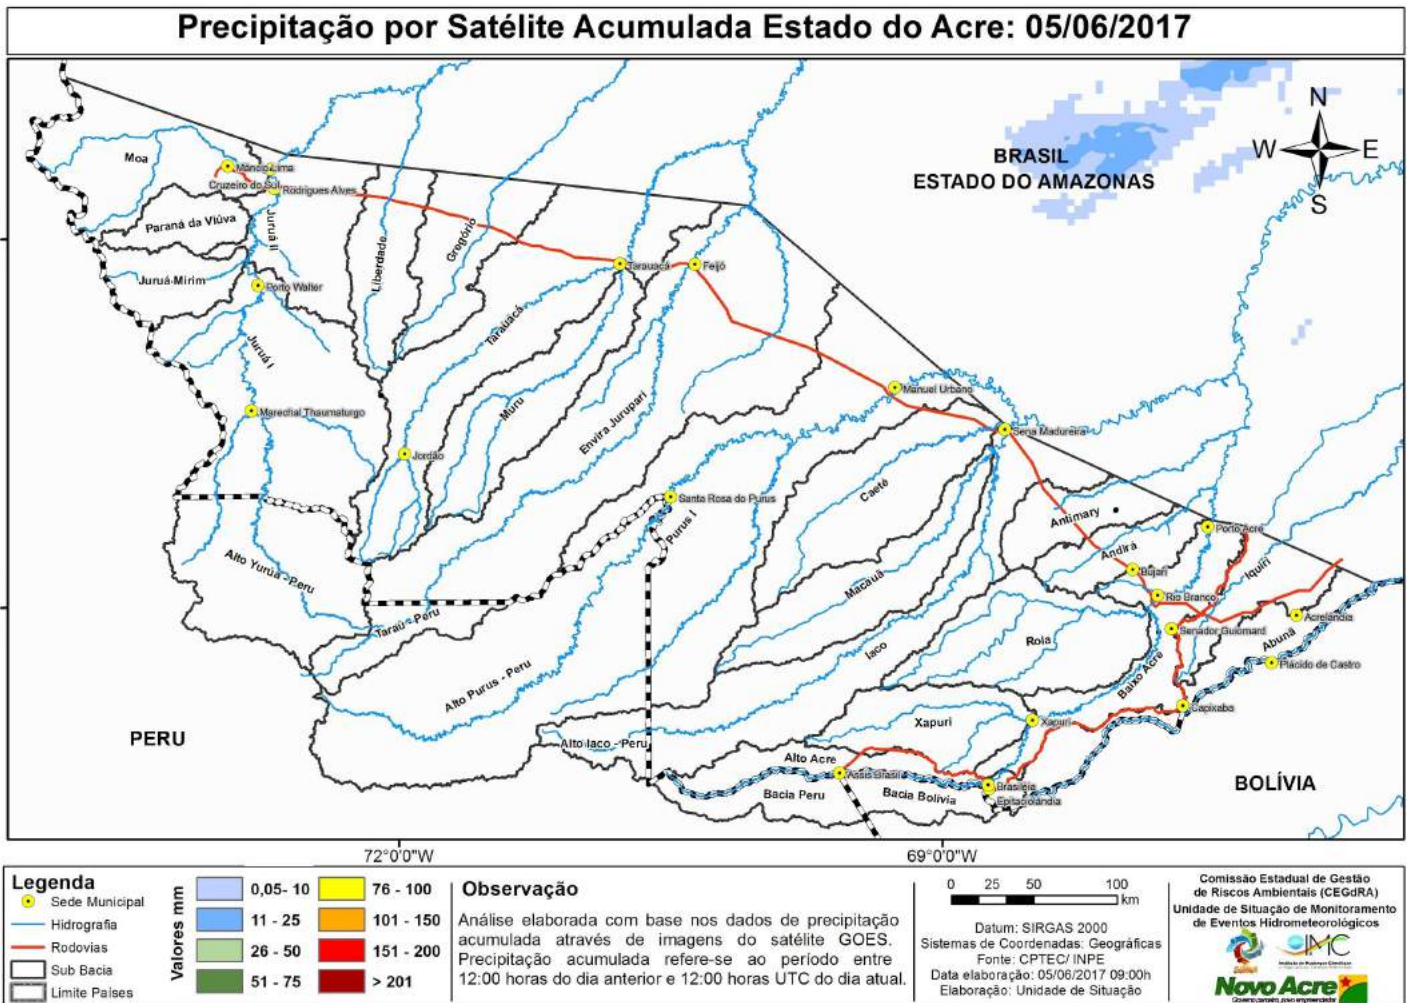 Precipitação por Satélite Acumulada Estado do Acre: 05/06/2017
N
W
E
S
BRASIL
ESTADO DO AMAZONAS
Moa
Mâncio Lima
Cruzeiro do Sul
Rodrigues Alves
Paraná da Viúva
Juruá II
Liberdade
Gregório
Juruá-Mirim
Porto Walter
Tarauacá
Feijó
Tarauacá
Juruá I
Manuel Urbano
Marechal Thaumaturgo
Muru
Envira Jurupari
Sena Madureira
Jordão
Caeté
Santa Rosa do Purus
Purus I
Antimary
Porto Acre
Andirá
Bujari
Iquiri
Alto Yurúa - Peru
Macauã
Rio Branco
Taraú - Peru
Acrelândia
Senador Guiomard
Rola
Iaco
Abunã
Plácido de Castro
Baixo Acre
Alto Purus - Peru
Capixaba
Xapuri
Xapuri
PERU
Alto Iaco - Peru
Alto Acre
Assis Brasil
Bacia Peru
Bacia Bolívia
Brasiléia
Epitaciolândia
BOLÍVIA
72°0'0"W
69°0'0"W
Legenda
Sede Municipal
Hidrografia
Rodovias
Sub Bacia
Limite Países
Valores mm
0,05- 10
11 - 25
26 - 50
51 - 75
76 - 100
101 - 150
151 - 200
> 201
Observação
Análise elaborada com base nos dados de precipitação
acumulada através de imagens do satélite GOES.
Precipitação acumulada refere-se ao período entre
12:00 horas do dia anterior e 12:00 horas UTC do dia atual.
0 25 50 100
km
Datum: SIRGAS 2000
Sistemas de Coordenadas: Geográficas
Fonte: CPTEC/ INPE
Data elaboração: 05/06/2017 09:00h
Elaboração: Unidade de Situação
Comissão Estadual de Gestão
de Riscos Ambientais (CEGdRA)
Unidade de Situação de Monitoramento
de Eventos Hidrometeorológicos
IMC
Novo Acre